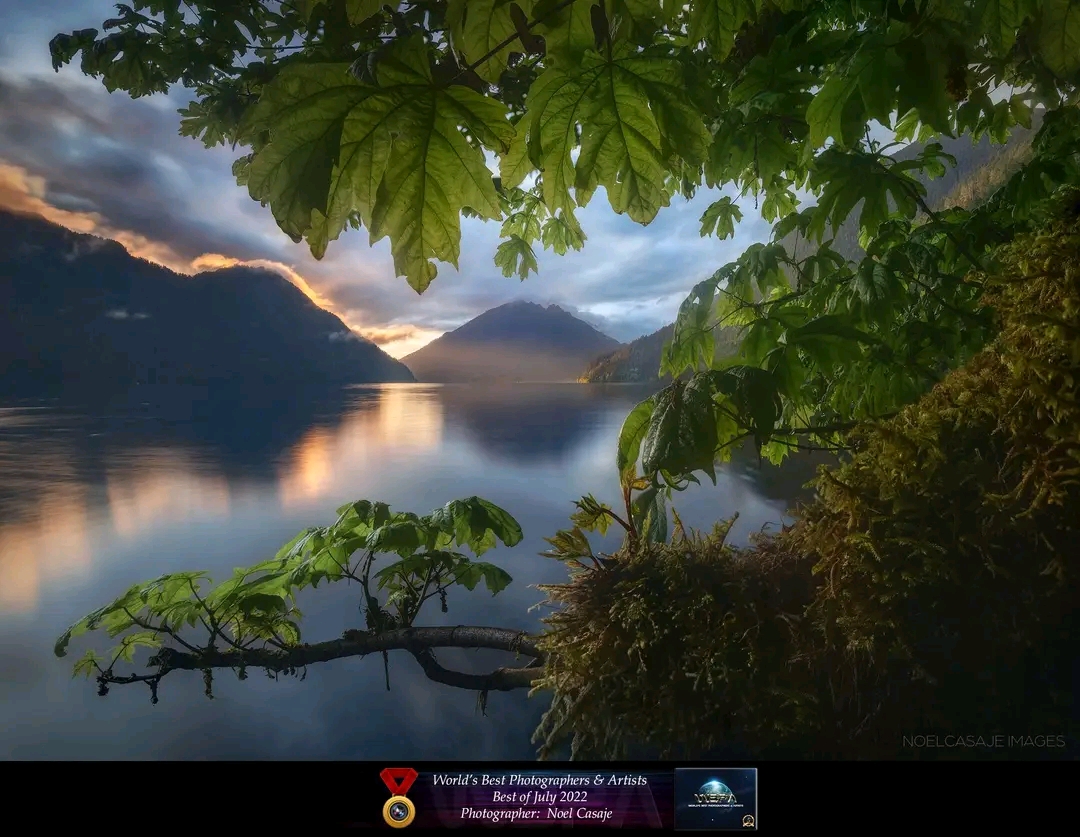 NOELCASAJE IMAGES
World's Best Photographers & Artists
Best of July 2022
Photographer: Noel Casaje